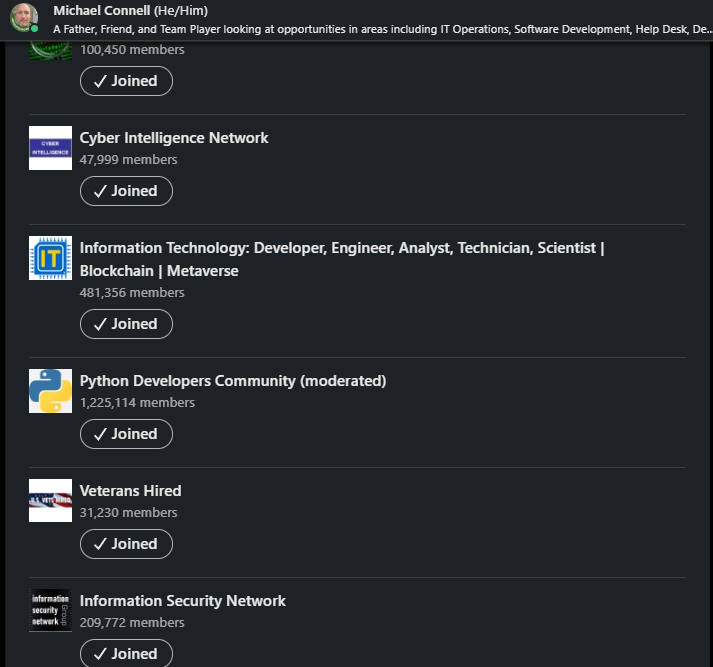 Michael Connell (He/Him)
A Father, Friend, and Team Player looking at opportunities in areas including IT Operations, Software Development, Help Desk, De...
100,450 members
Joined
Cyber Intelligence Network
CYBER
INTELLIGENCE
47,999 members
Joined
IT
Information Technology: Developer, Engineer, Analyst, Technician, Scientist |
Blockchain | Metaverse
481,356 members
Joined
Python Developers Community (moderated)
1,225,114 members
Joined
Veterans Hired
U.S. VETS HIRED
31,230 members
Joined
Information Security Network
information
security
network
Group
209,772 members
Joined